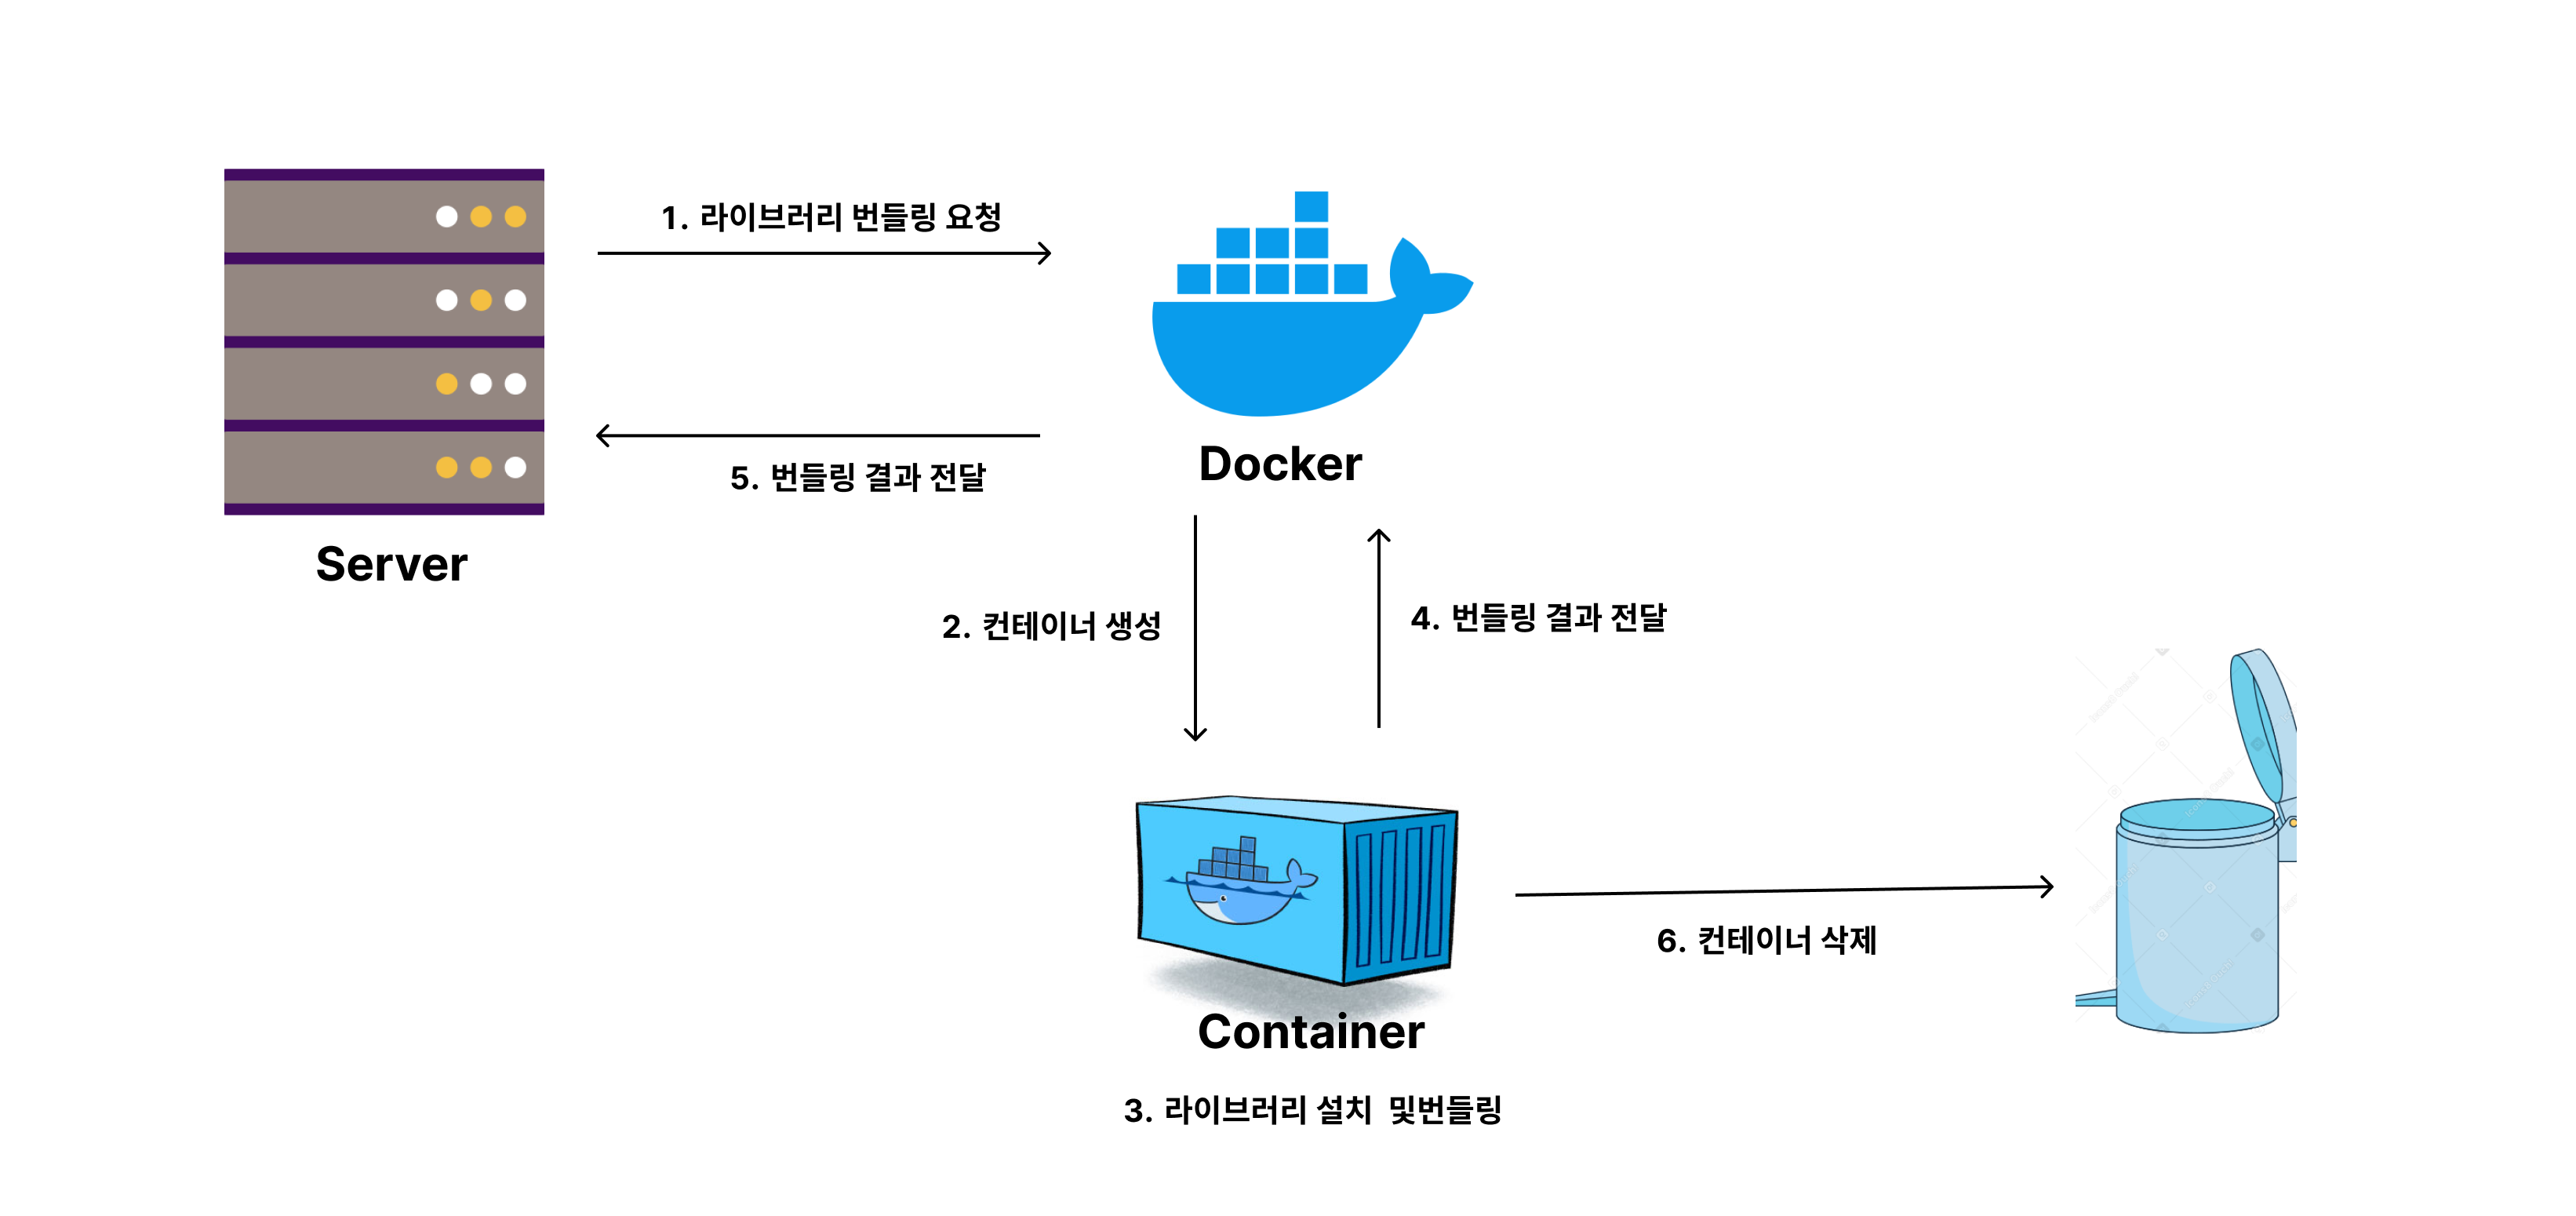 1. 라이브러리 번들링 요청
5. 번들링 결과 전달
Docker
Server
2. 컨테이너 생성
4. 번들링 결과 전달
6. 컨테이너 삭제
Container
3. 라이브러리 설치  및번들링